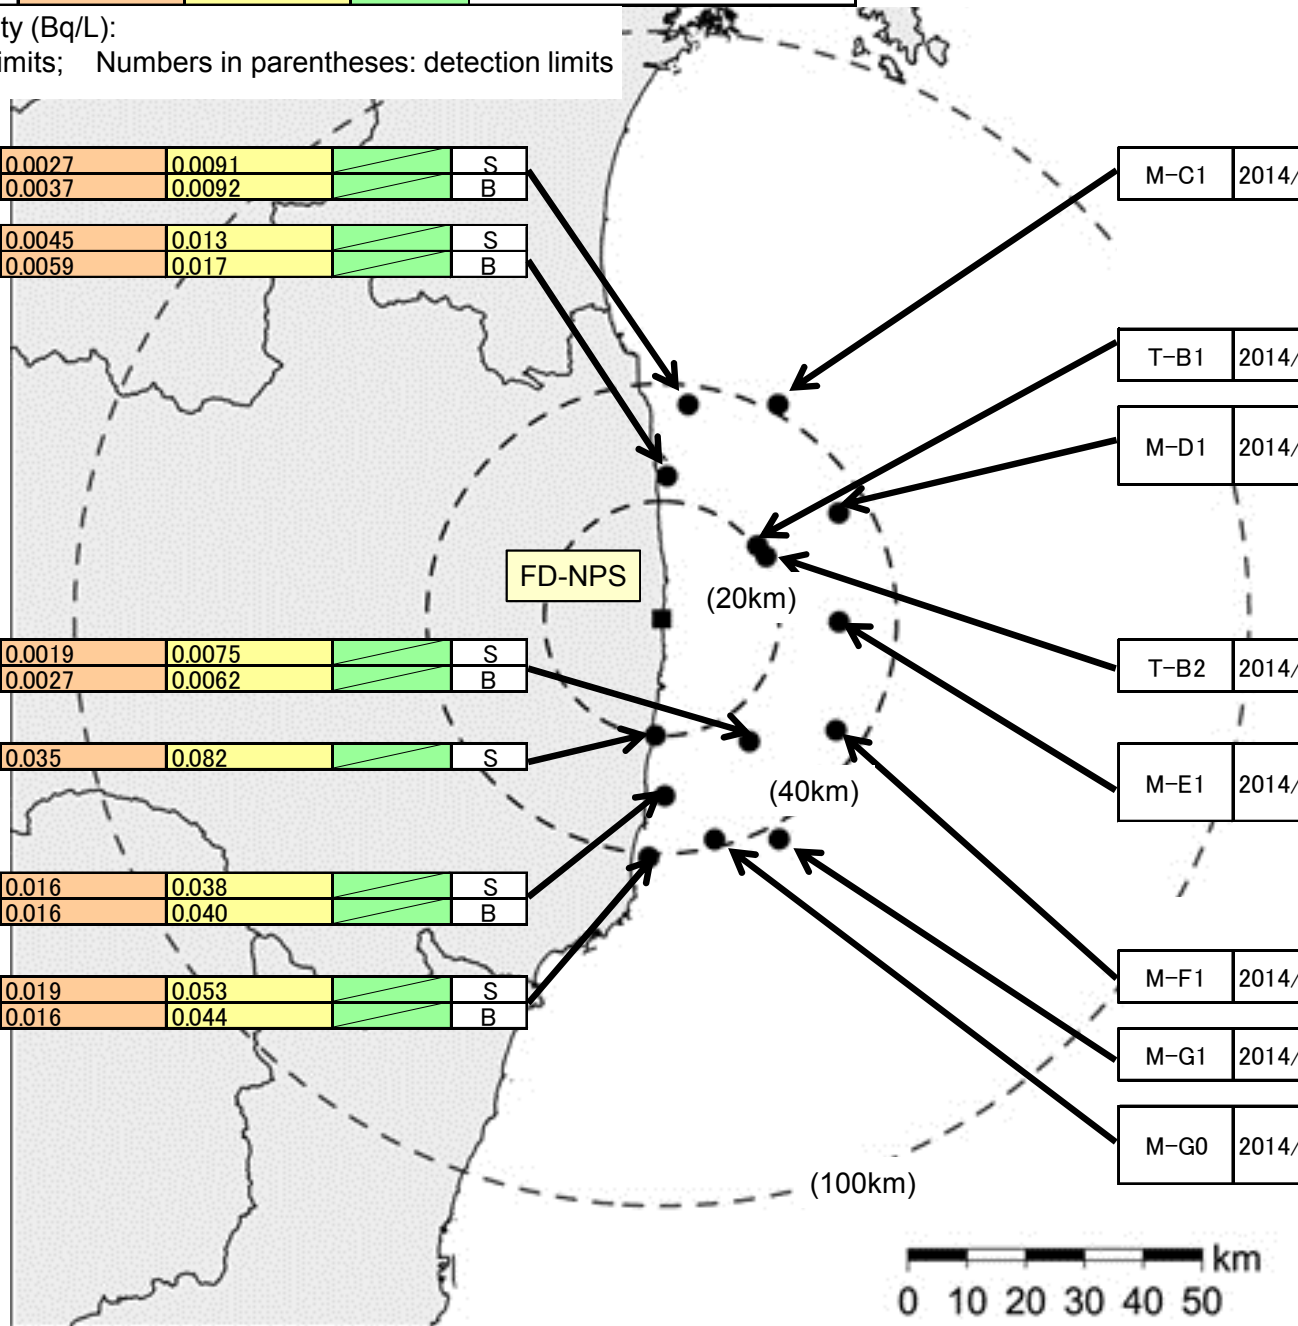 ty (Bq/L):
imits; Numbers in parentheses: detection limits
0.0027 0.0091 S
0.0037 0.0092 B
M-C1 2014/
0.0045 0.013 S
0.0059 0.017 B
T-B1 2014/
M-D1 2014/
FD-NPS
(20km)
0.0019 0.0075 S
0.0027 0.0062 B
T-B2 2014/
0.035 0.082 S
M-E1 2014/
(40km)
0.016 0.038 S
0.016 0.040 B
M-F1 2014/
0.019 0.053 S
0.016 0.044 B
M-G1 2014/
M-G0 2014/
(100km)
km
0 10 20 30 40 50